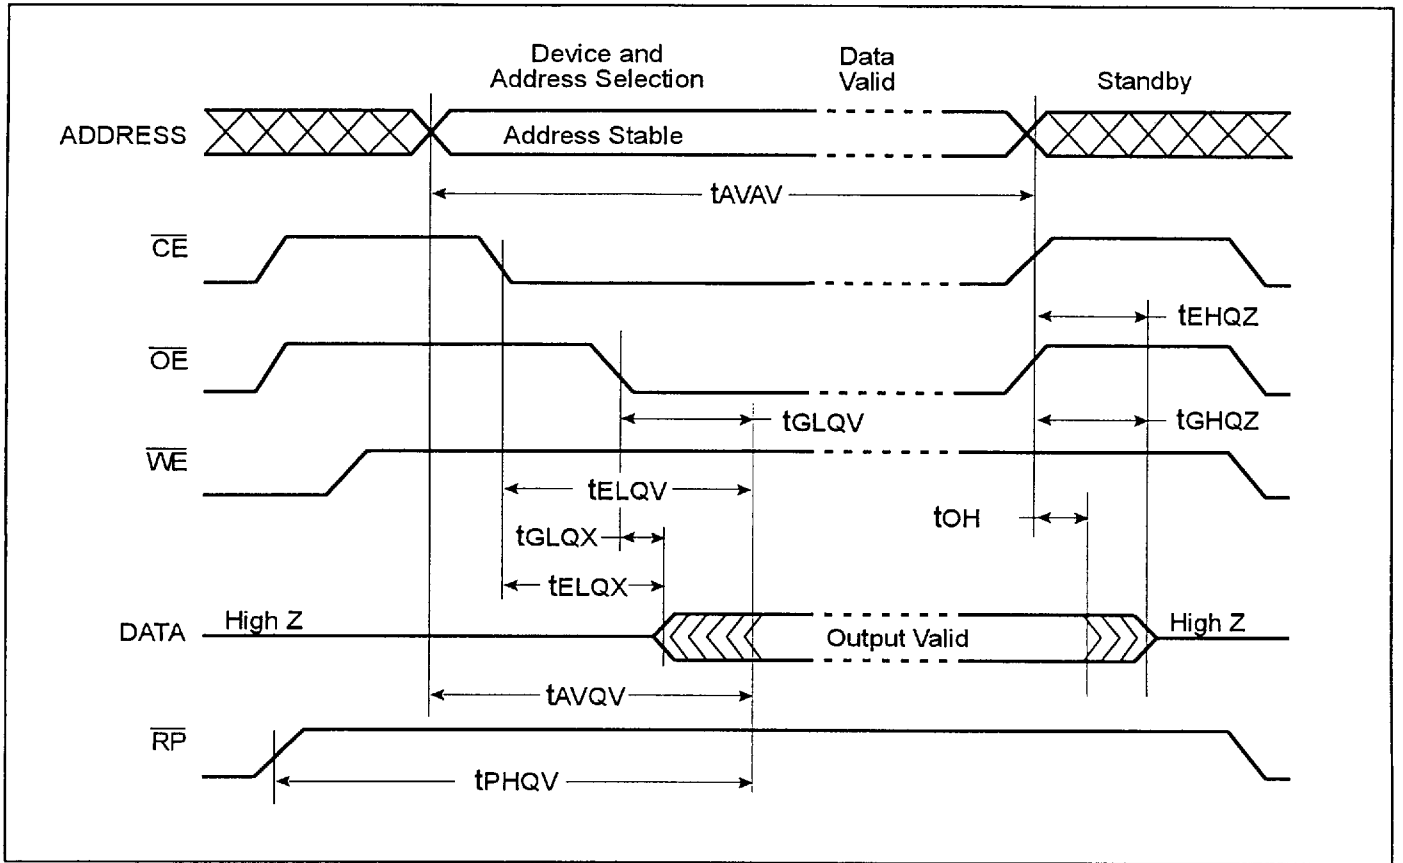 Device and
Address Selection
Data
Valid
Standby
ADDRESS
Address Stable
tAVAV
CE
tEHQZ
OE
tGLQV
tGHQZ
WE
tELQV
tOH
tGLQX
tELQX
DATA
High Z
Output Valid
High Z
tAVQV
RP
tPHQV